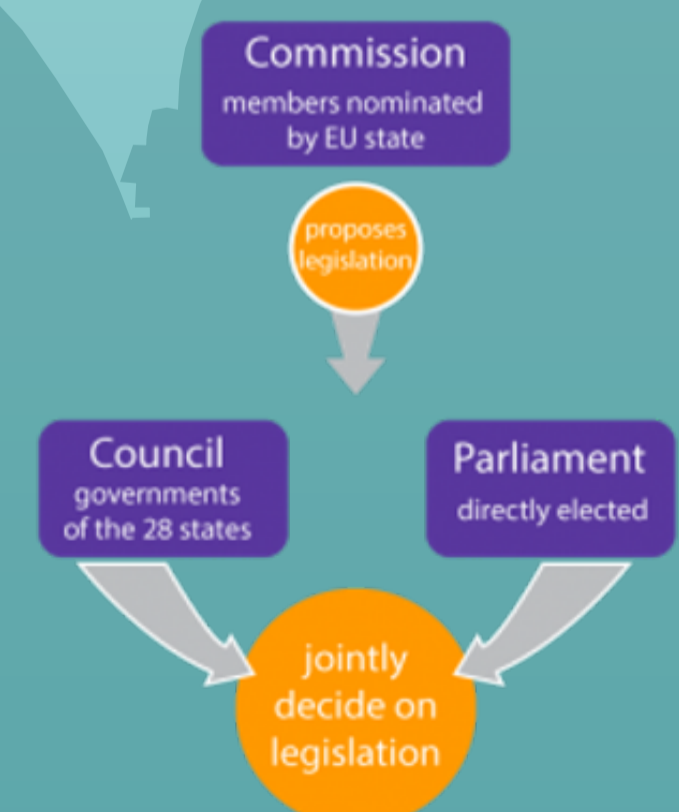 Commission
members nominated
by EU state
proposes
legislation
Council
governments
of the 28 states
Parliament
directly elected
jointly
decide on
legislation